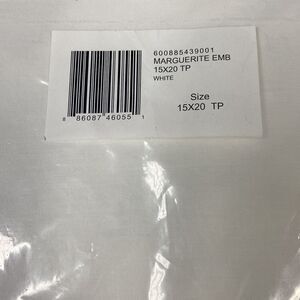 600885439001
MARGUERITE EMB
15X20 TP
WHITE
Size
15X20 TP
8 86087 46055 1